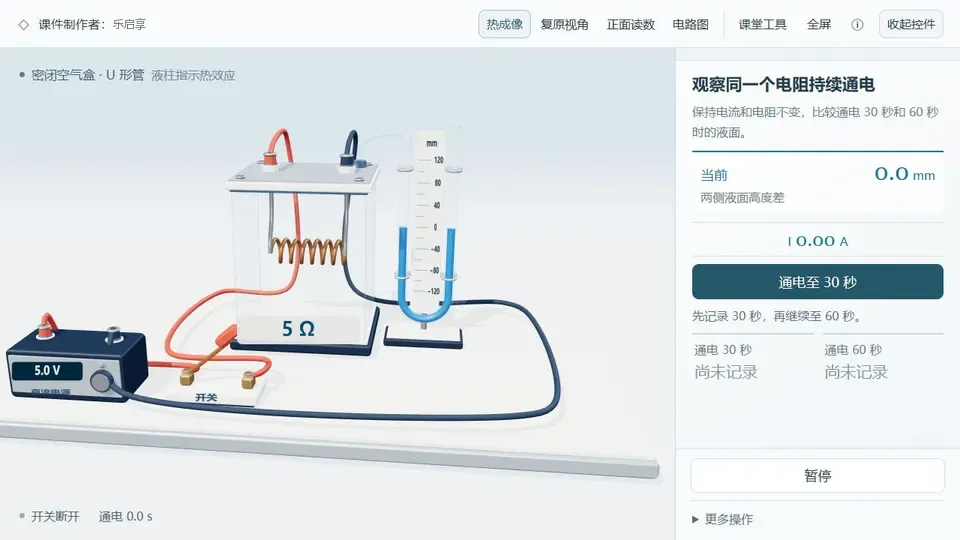 课件制作者：乐启享
热成像 复原视角 正面读数 电路图 课堂工具 全屏 收起控件
密闭空气盒 · U 形管 液柱指示热效应
观察同一个电阻持续通电
保持电流和电阻不变，比较通电 30 秒和 60 秒
时的液面。
当前 0.0 mm
两侧液面高度差
I 0.00 A
通电至 30 秒
先记录 30 秒，再继续至 60 秒。
通电 30 秒 通电 60 秒
尚未记录 尚未记录
暂停
更多操作
mm
120
80
40
0
-40
-80
-120
5 Ω
5.0 V
直流电源
开关
开关断开 通电 0.0 s